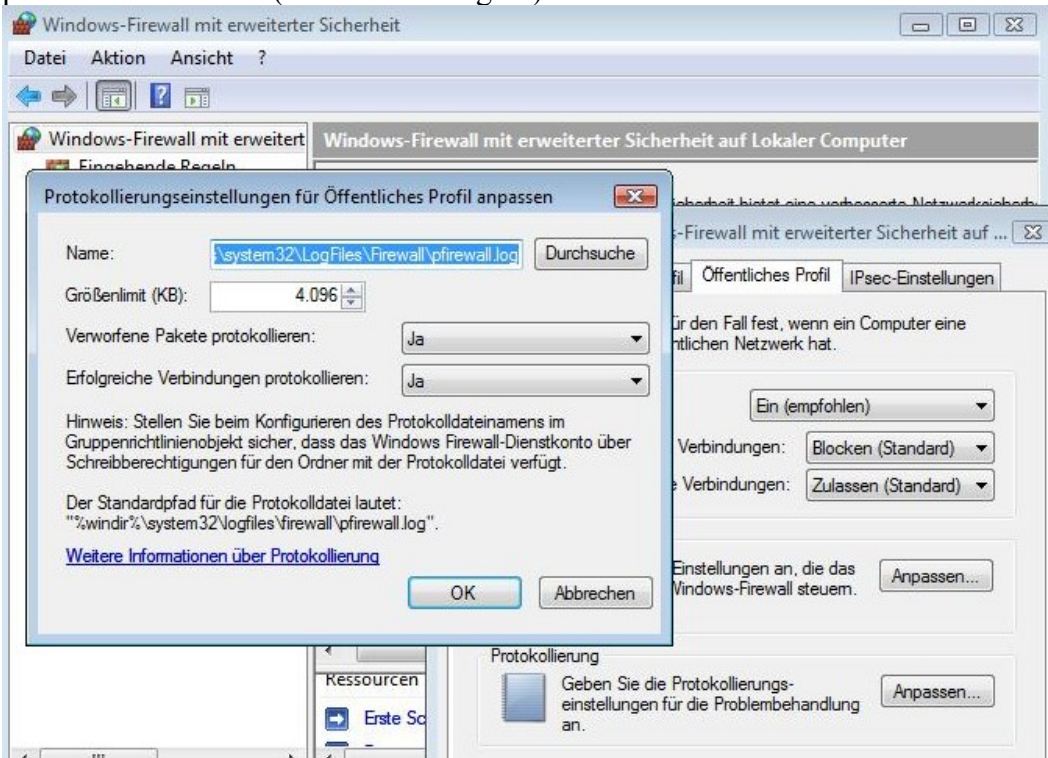 Windows-Firewall mit erweiterter Sicherheit
Datei Aktion Ansicht ?
Windows-Firewall mit erweitert
Eingehende Regeln
Windows-Firewall mit erweiterter Sicherheit auf Lokaler Computer
Protokollierungseinstellungen für Öffentliches Profil anpassen
Name: \system32\LogFiles\Firewall\pfirewall.log Durchsuche
Größenlimit (KB): 4.096
Verworfene Pakete protokollieren: Ja
Erfolgreiche Verbindungen protokollieren: Ja
Hinweis: Stellen Sie beim Konfigurieren des Protokolldateinamens im
Gruppenrichtlinienobjekt sicher, dass das Windows Firewall-Dienstkonto über
Schreibberechtigungen für den Ordner mit der Protokolldatei verfügt.
Der Standardpfad für die Protokolldatei lautet:
"%windir%\system32\logfiles\firewall\pfirewall.log".
Weitere Informationen über Protokollierung
OK Abbrechen
-Firewall mit erweiterter Sicherheit auf ...
fil Öffentliches Profil IPsec-Einstellungen
ür den Fall fest, wenn ein Computer eine
ntlichen Netzwerk hat.
Ein (empfohlen)
Verbindungen: Blocken (Standard)
Verbindungen: Zulassen (Standard)
Einstellungen an, die das
Windows-Firewall steuern.
Anpassen...
Protokollierung
Geben Sie die Protokollierungs-
einstellungen für die Problembehandlung
an.
Anpassen...
Ressourcen
Erste Sc